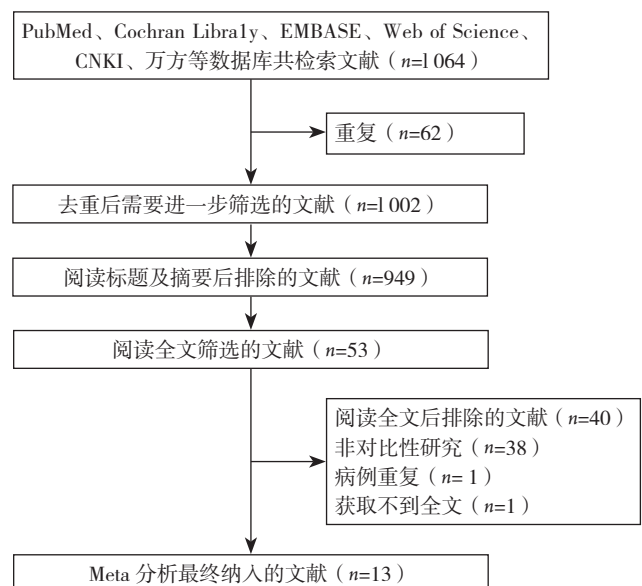 PubMed、Cochran Libra1y、EMBASE、Web of Science、
CNKI、万方等数据库共检索文献（n=l 064）
重复（n=62）
去重后需要进一步筛选的文献（n=l 002）
阅读标题及摘要后排除的文献（n=949）
阅读全文筛选的文献（n=53）
阅读全文后排除的文献（n=40）
非对比性研究（n=38）
病例重复（n= 1）
获取不到全文（n=1）
Meta 分析最终纳入的文献（n=13）